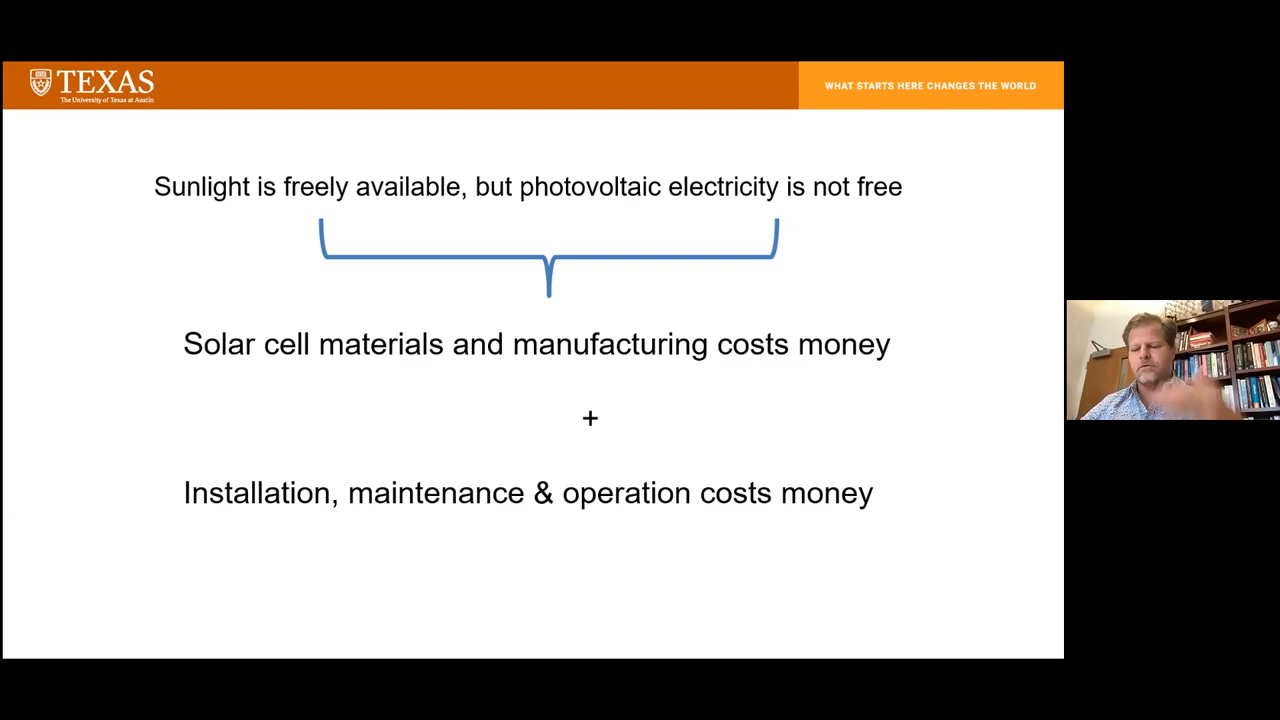 TEXAS
The University of Texas at Austin
WHAT STARTS HERE CHANGES THE WORLD
Sunlight is freely available, but photovoltaic electricity is not free
Solar cell materials and manufacturing costs money
+
Installation, maintenance & operation costs money